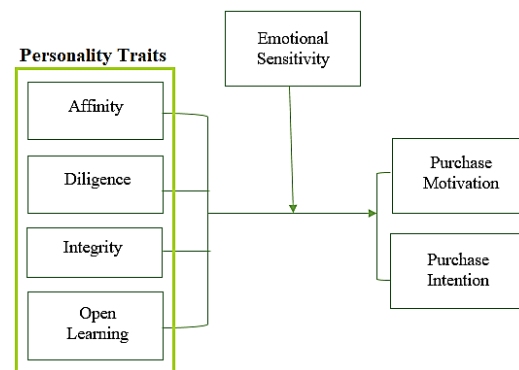 Emotional
Sensitivity
Personality Traits
Affinity
Diligence
Integrity
Open
Learning
Purchase
Motivation
Purchase
Intention